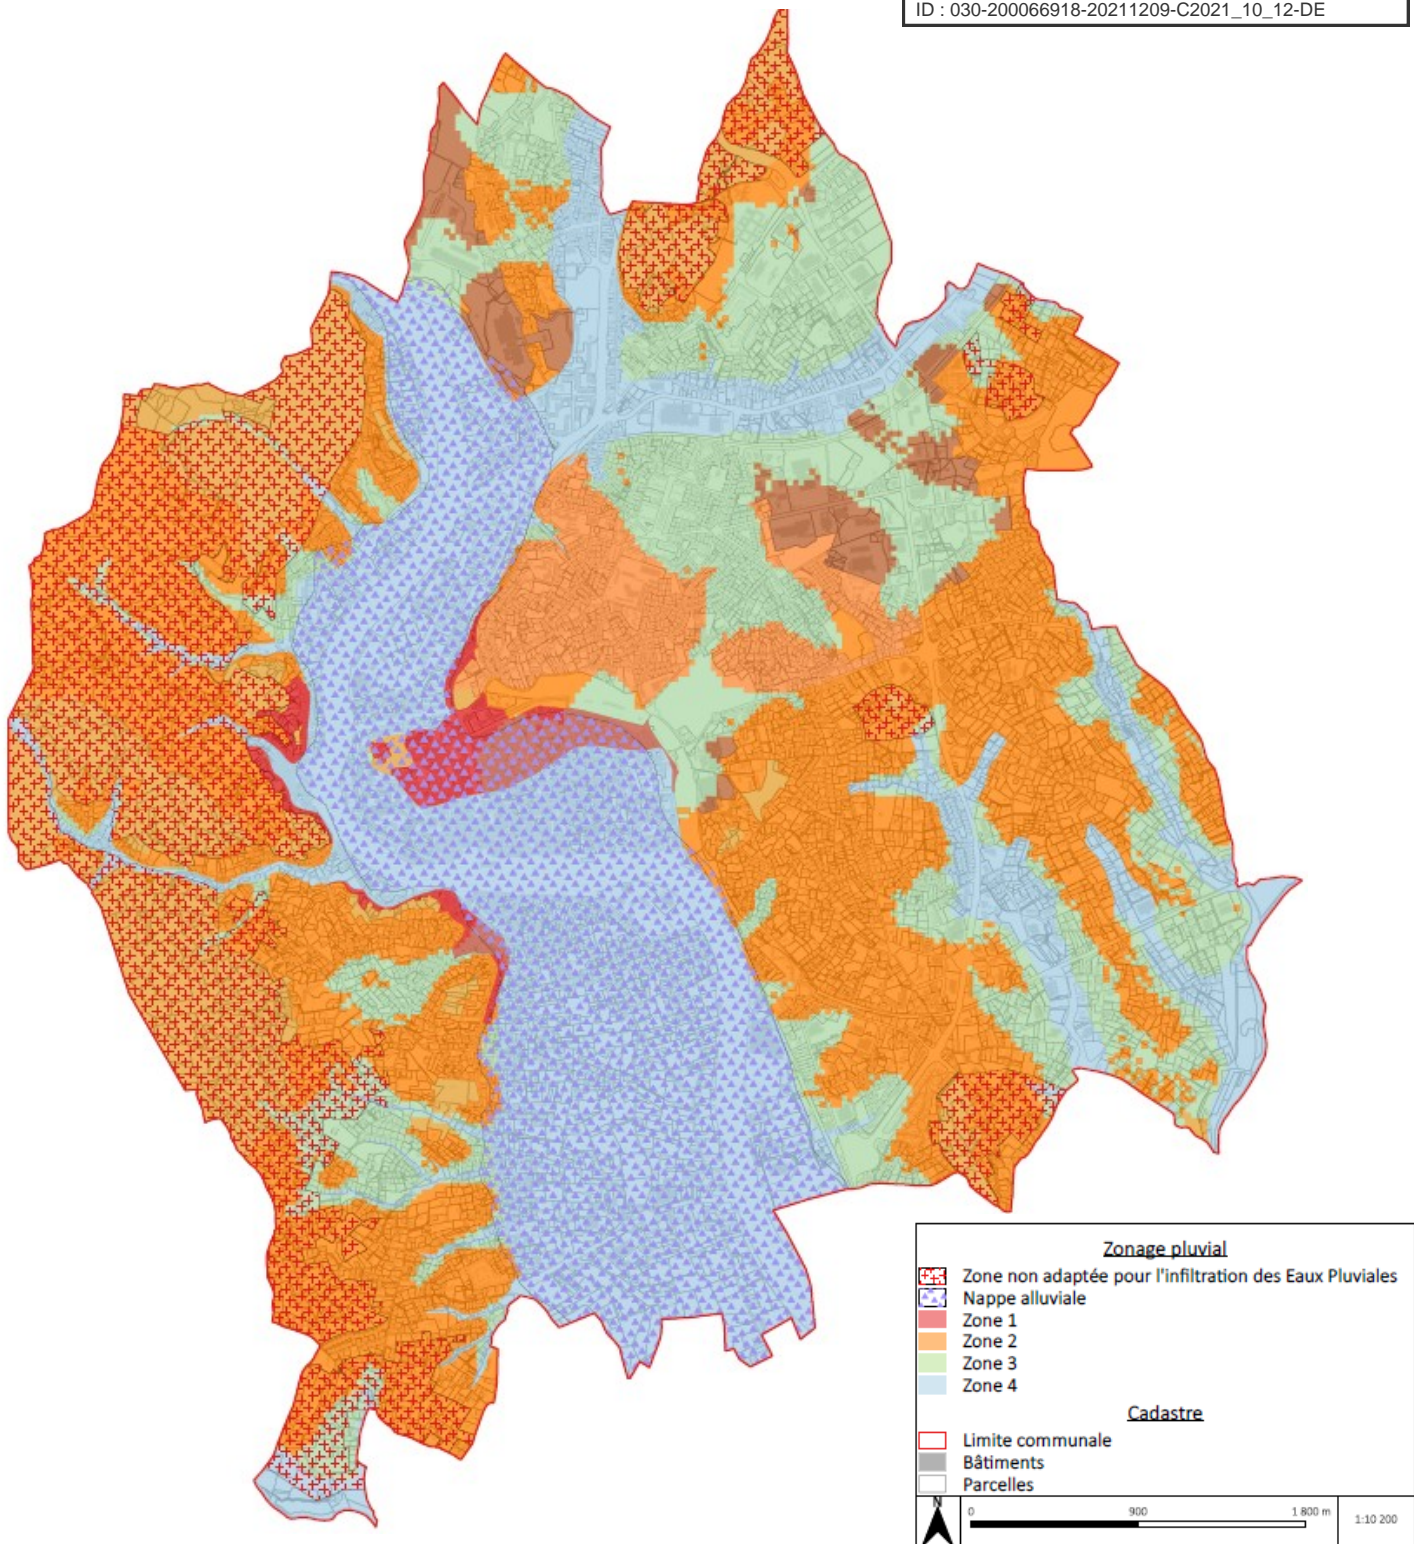 ID : 030-200066918-20211209-C2021_10_12-DE
Zonage pluvial
Zone non adaptée pour l'infiltration des Eaux Pluviales
Nappe alluviale
Zone 1
Zone 2
Zone 3
Zone 4
Cadastre
Limite communale
Bâtiments
Parcelles
N
0 900 1 800 m
1:10 200